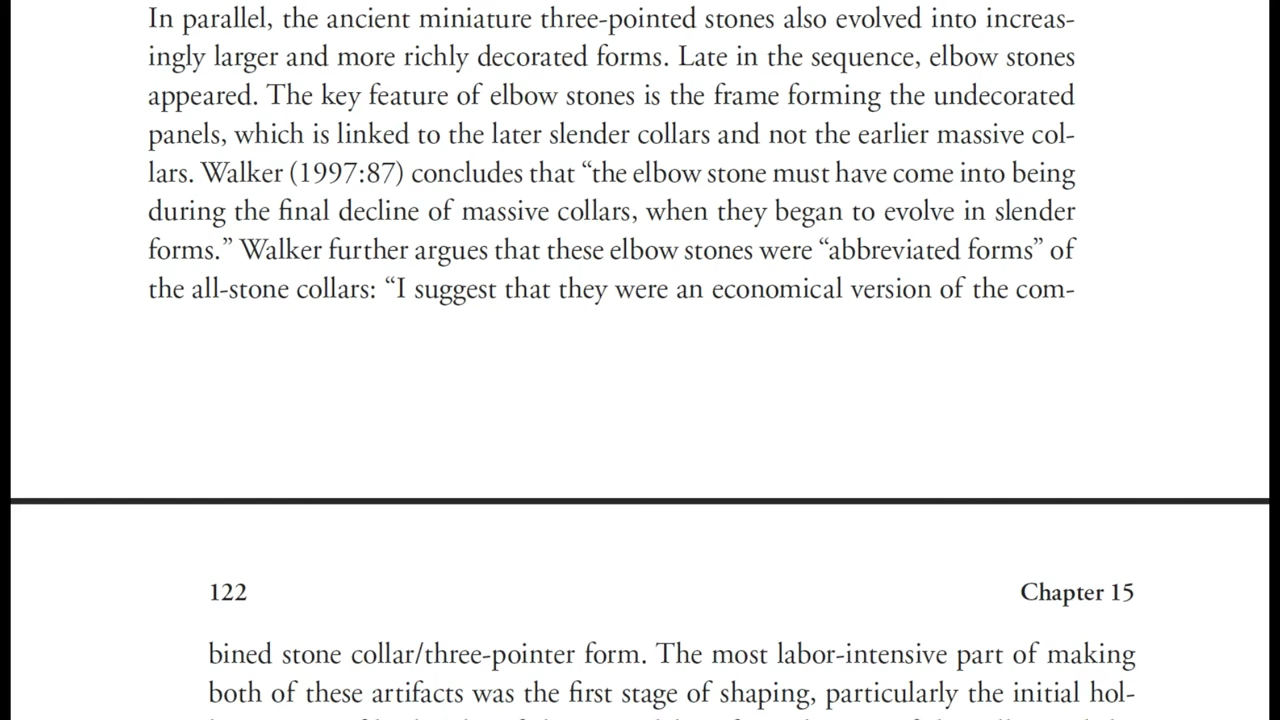 In parallel, the ancient miniature three-pointed stones also evolved into increas-
ingly larger and more richly decorated forms. Late in the sequence, elbow stones
appeared. The key feature of elbow stones is the frame forming the undecorated
panels, which is linked to the later slender collars and not the earlier massive col-
lars. Walker (1997:87) concludes that “the elbow stone must have come into being
during the final decline of massive collars, when they began to evolve in slender
forms.” Walker further argues that these elbow stones were “abbreviated forms” of
the all-stone collars: “I suggest that they were an economical version of the com-
122 Chapter 15
bined stone collar/three-pointer form. The most labor-intensive part of making
both of these artifacts was the first stage of shaping, particularly the initial hol-